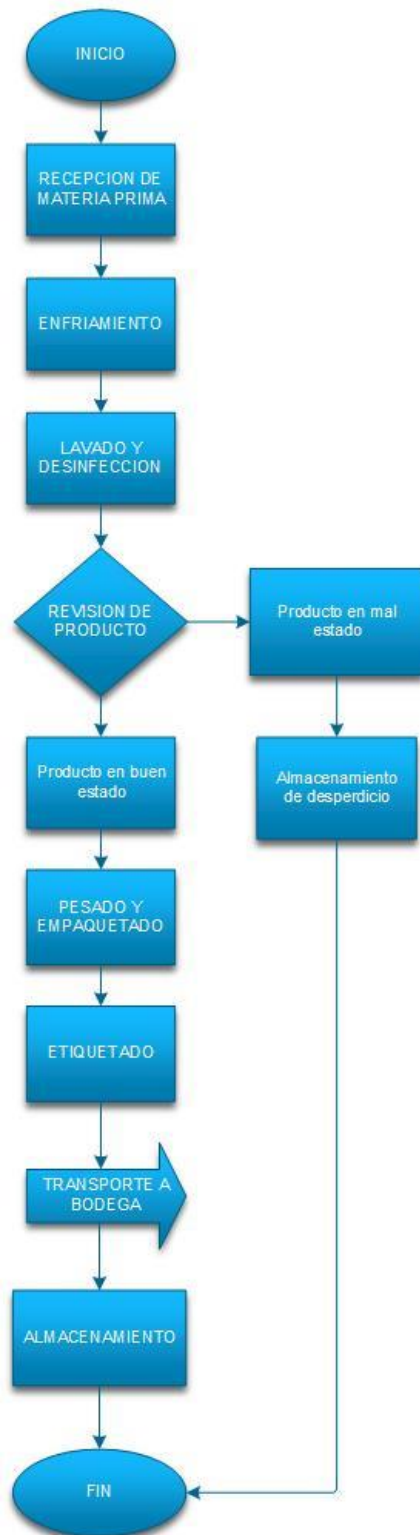 INICIO
RECEPCION DE
MATERIA PRIMA
ENFRIAMIENTO
LAVADO Y
DESINFECCION
REVISION DE
PRODUCTO
Producto en mal
estado
Producto en buen
estado
Almacenamiento
de desperdicio
PESADO Y
EMPAQUETADO
ETIQUETADO
TRANSPORTE A
BODEGA
ALMACENAMIENTO
FIN